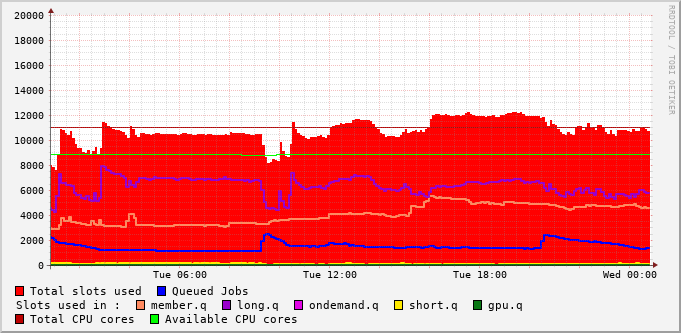 20000
18000
16000
14000
12000
10000
8000
6000
4000
2000
0
Tue 06:00 Tue 12:00 Tue 18:00 Wed 00:00
RRDTOOL / TOBI OETIKER
Total slots used Queued Jobs
Slots used in : member.q long.q ondemand.q short.q gpu.q
Total CPU cores Available CPU cores